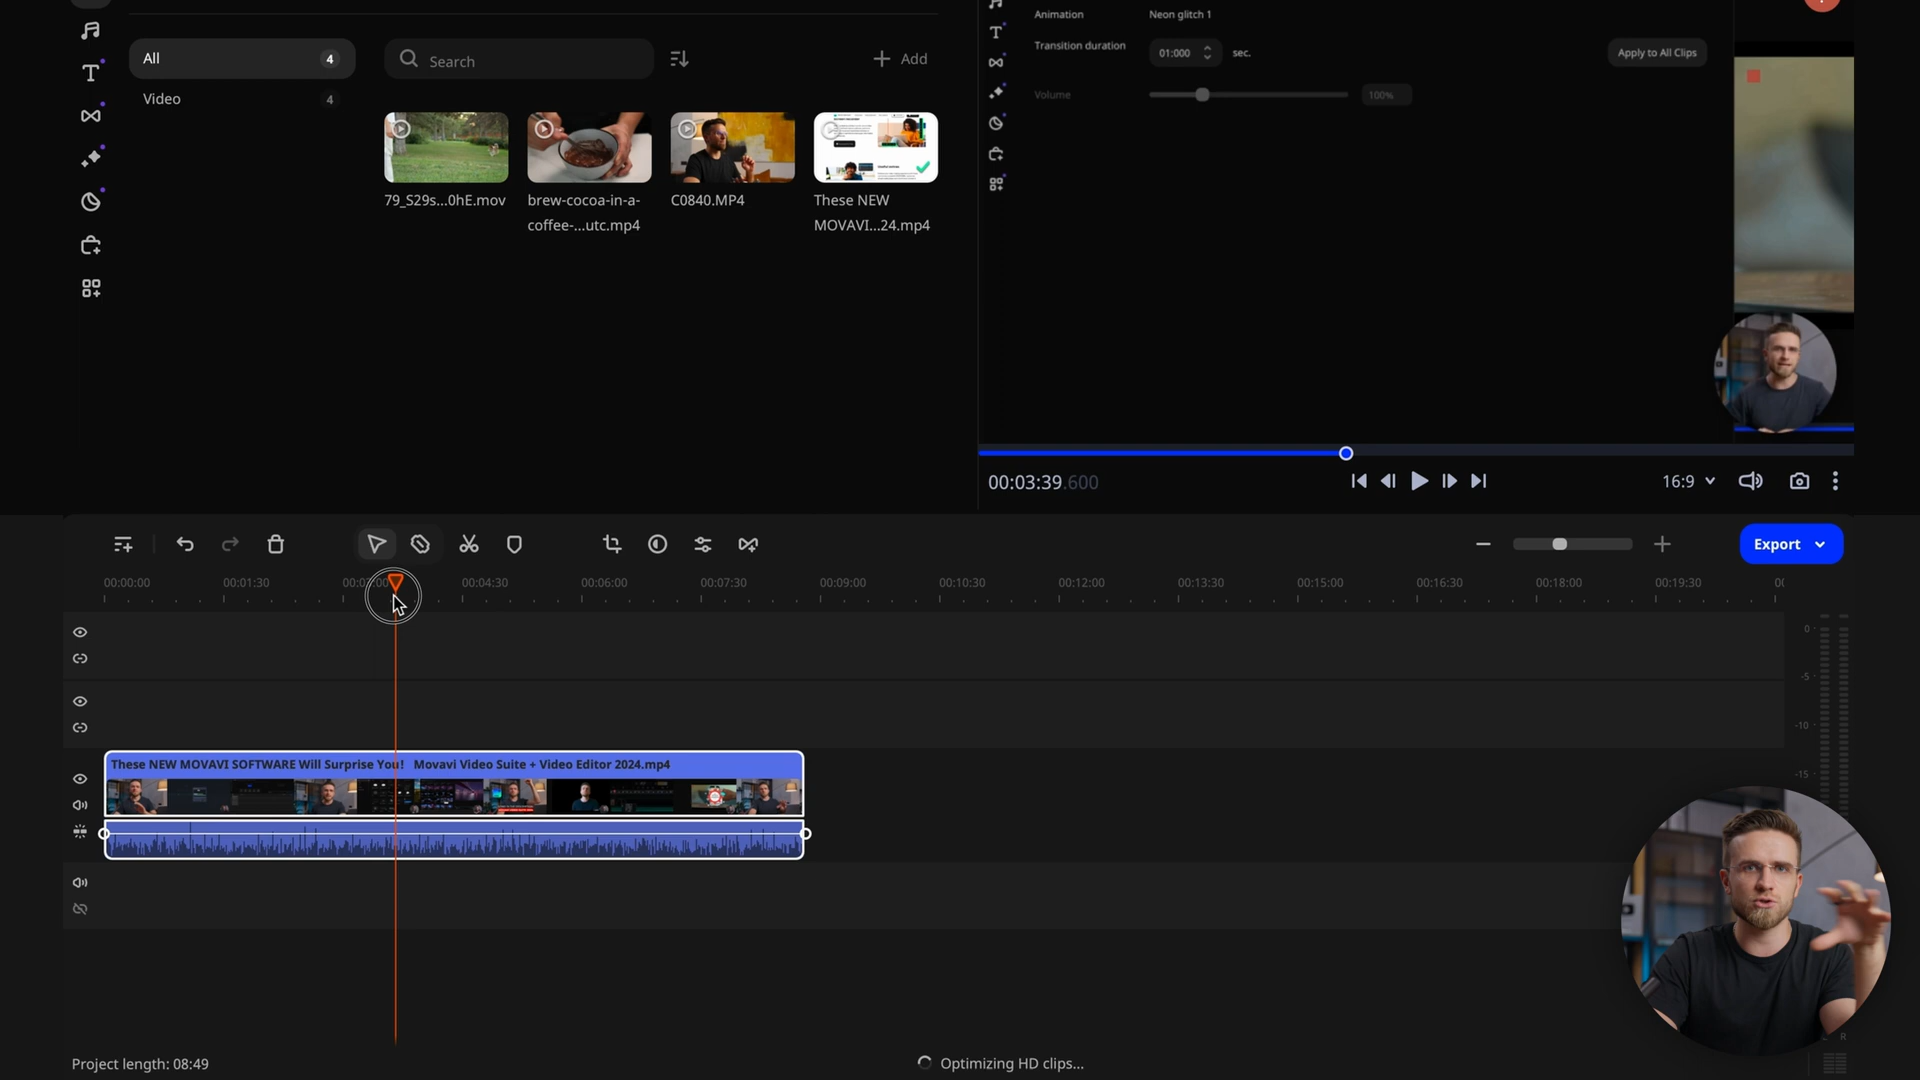 All
4
Search
Add
Video
4
79_S29s...0hE.mov
brew-cocoa-in-a-
coffee-...utc.mp4
C0840.MP4
These NEW
MOVAVI...24.mp4
Animation
Neon glitch 1
Transition duration
01:000
sec.
Apply to All Clips
Volume
100%
00:03:39.600
16:9
Export
00:00:00
00:01:30
00:04:30
00:06:00
00:07:30
00:09:00
00:10:30
00:12:00
00:13:30
00:15:00
00:16:30
00:18:00
00:19:30
0
-5
-10
-15
These NEW MOVAVI SOFTWARE Will Surprise You! Movavi Video Suite + Video Editor 2024.mp4
R
Project length: 08:49
Optimizing HD clips...